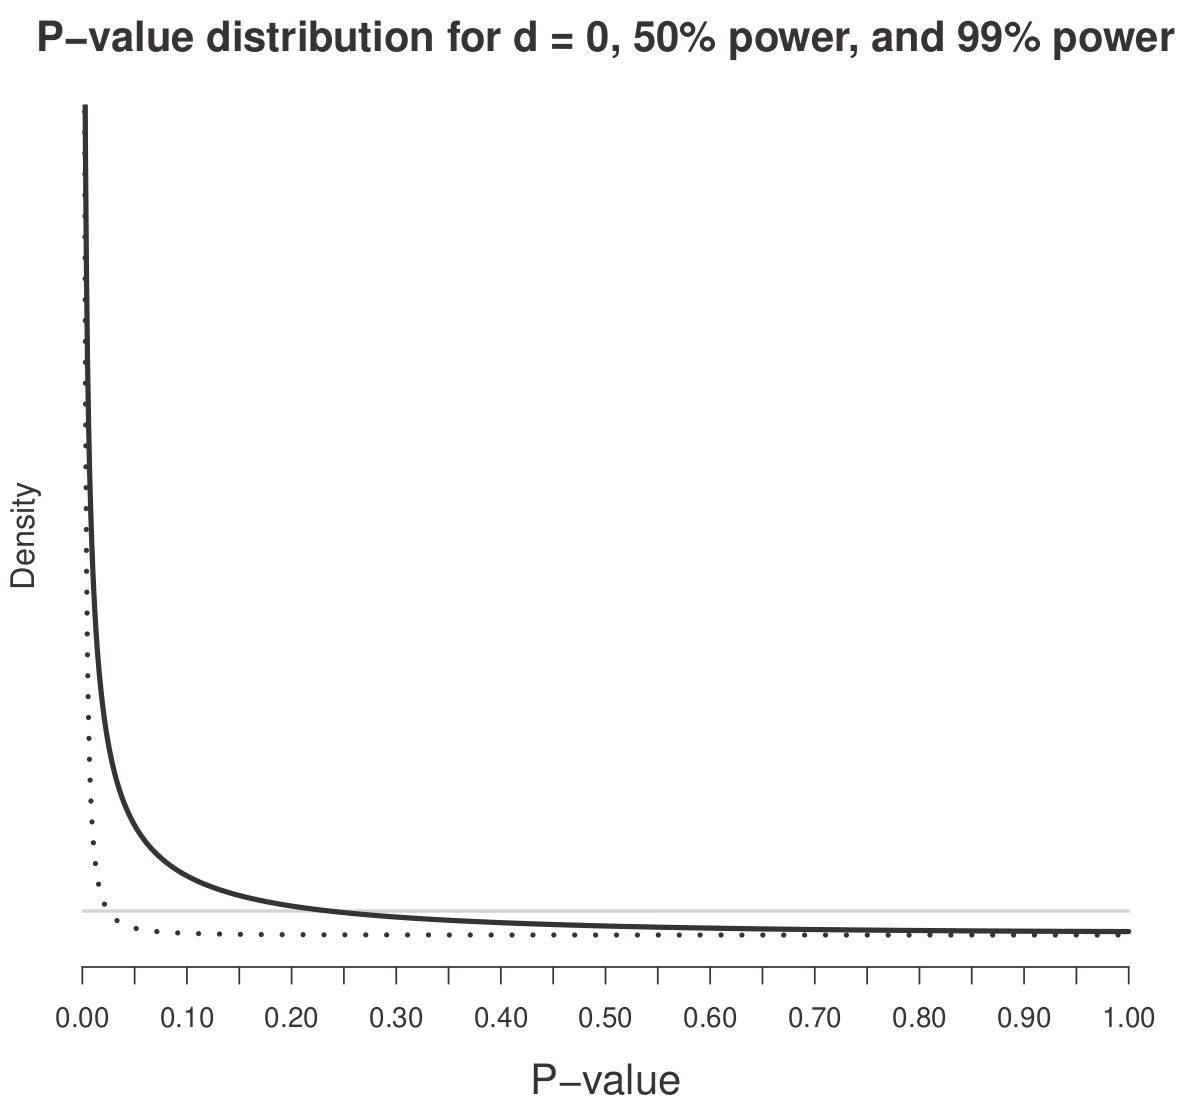 P−value distribution for d = 0, 50% power, and 99% power
Density
0.00 0.10 0.20 0.30 0.40 0.50 0.60 0.70 0.80 0.90 1.00
P−value